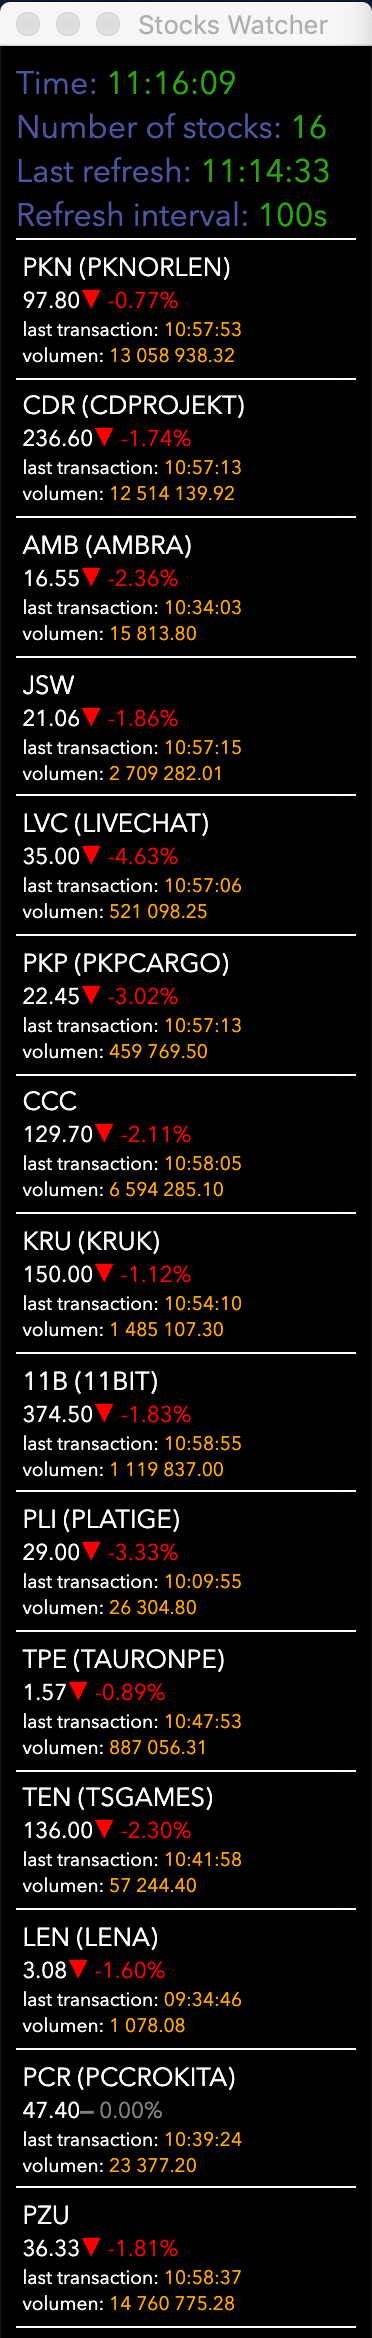 Stocks Watcher
Time: 11:16:09
Number of stocks: 16
Last refresh: 11:14:33
Refresh interval: 100s
PKN (PKNORLEN)
97.80▼ -0.77%
last transaction: 10:57:53
volumen: 13 058 938.32
CDR (CDPROJEKT)
236.60▼ -1.74%
last transaction: 10:57:13
volumen: 12 514 139.92
AMB (AMBRA)
16.55▼ -2.36%
last transaction: 10:34:03
volumen: 15 813.80
JSW
21.06▼ -1.86%
last transaction: 10:57:15
volumen: 2 709 282.01
LVC (LIVECHAT)
35.00▼ -4.63%
last transaction: 10:57:06
volumen: 521 098.25
PKP (PKPCARGO)
22.45▼ -3.02%
last transaction: 10:57:13
volumen: 459 769.50
CCC
129.70▼ -2.11%
last transaction: 10:58:05
volumen: 6 594 285.10
KRU (KRUK)
150.00▼ -1.12%
last transaction: 10:54:10
volumen: 1 485 107.30
11B (11BIT)
374.50▼ -1.83%
last transaction: 10:58:55
volumen: 1 119 837.00
PLI (PLATIGE)
29.00▼ -3.33%
last transaction: 10:09:55
volumen: 26 304.80
TPE (TAURONPE)
1.57▼ -0.89%
last transaction: 10:47:53
volumen: 887 056.31
TEN (TSGAMES)
136.00▼ -2.30%
last transaction: 10:41:58
volumen: 57 244.40
LEN (LENA)
3.08▼ -1.60%
last transaction: 09:34:46
volumen: 1 078.08
PCR (PCCROKITA)
47.40– 0.00%
last transaction: 10:39:24
volumen: 23 377.20
PZU
36.33▼ -1.81%
last transaction: 10:58:37
volumen: 14 760 775.28